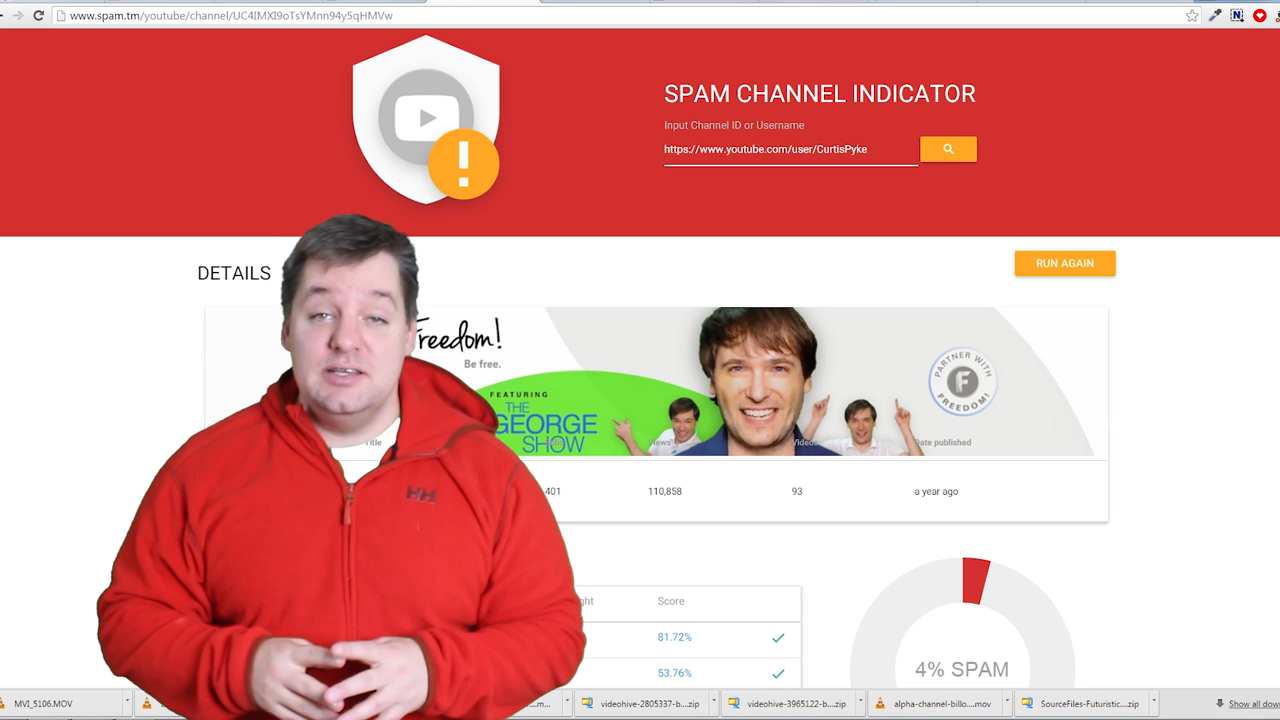 www.spam.tm/youtube/channel/UC4IMXI9oTsYMnn94y5qHMVw
SPAM CHANNEL INDICATOR
Input Channel ID or Username
https://www.youtube.com/user/CurtisPyke
!
DETAILS
RUN AGAIN
Freedom!
Be free.
FEATURING
THE
GEORGE
SHOW
PARTNER WITH
F
FREEDOM!
Title Views Videos Date published
401 110,858 93 a year ago
HH
ght Score
81.72%
53.76%
4% SPAM
MVI_5106.MOV m... videohive-2805337-b....zip videohive-3965122-b....zip alpha-channel-billo....mov SourceFiles-Futuristic....zip Show all dow